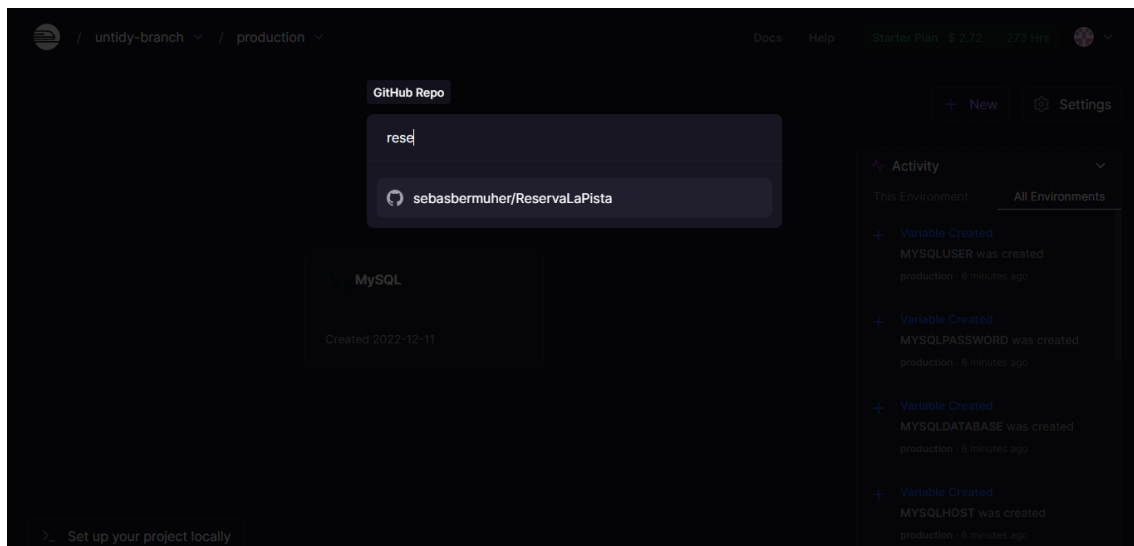 / untidy-branch / production
Docs Help Starter Plan $ 2.72 273 Hrs
GitHub Repo
+ New Settings
rese
sebasbermuher/ReservaLaPista
Activity
This Environment All Environments
Variable Created
MYSQLUSER was created
production · 6 minutes ago
Variable Created
MYSQLPASSWORD was created
production · 6 minutes ago
Variable Created
MYSQLDATABASE was created
production · 6 minutes ago
Variable Created
MYSQLHOST was created
production · 6 minutes ago
MySQL
Created 2022-12-11
>_ Set up your project locally